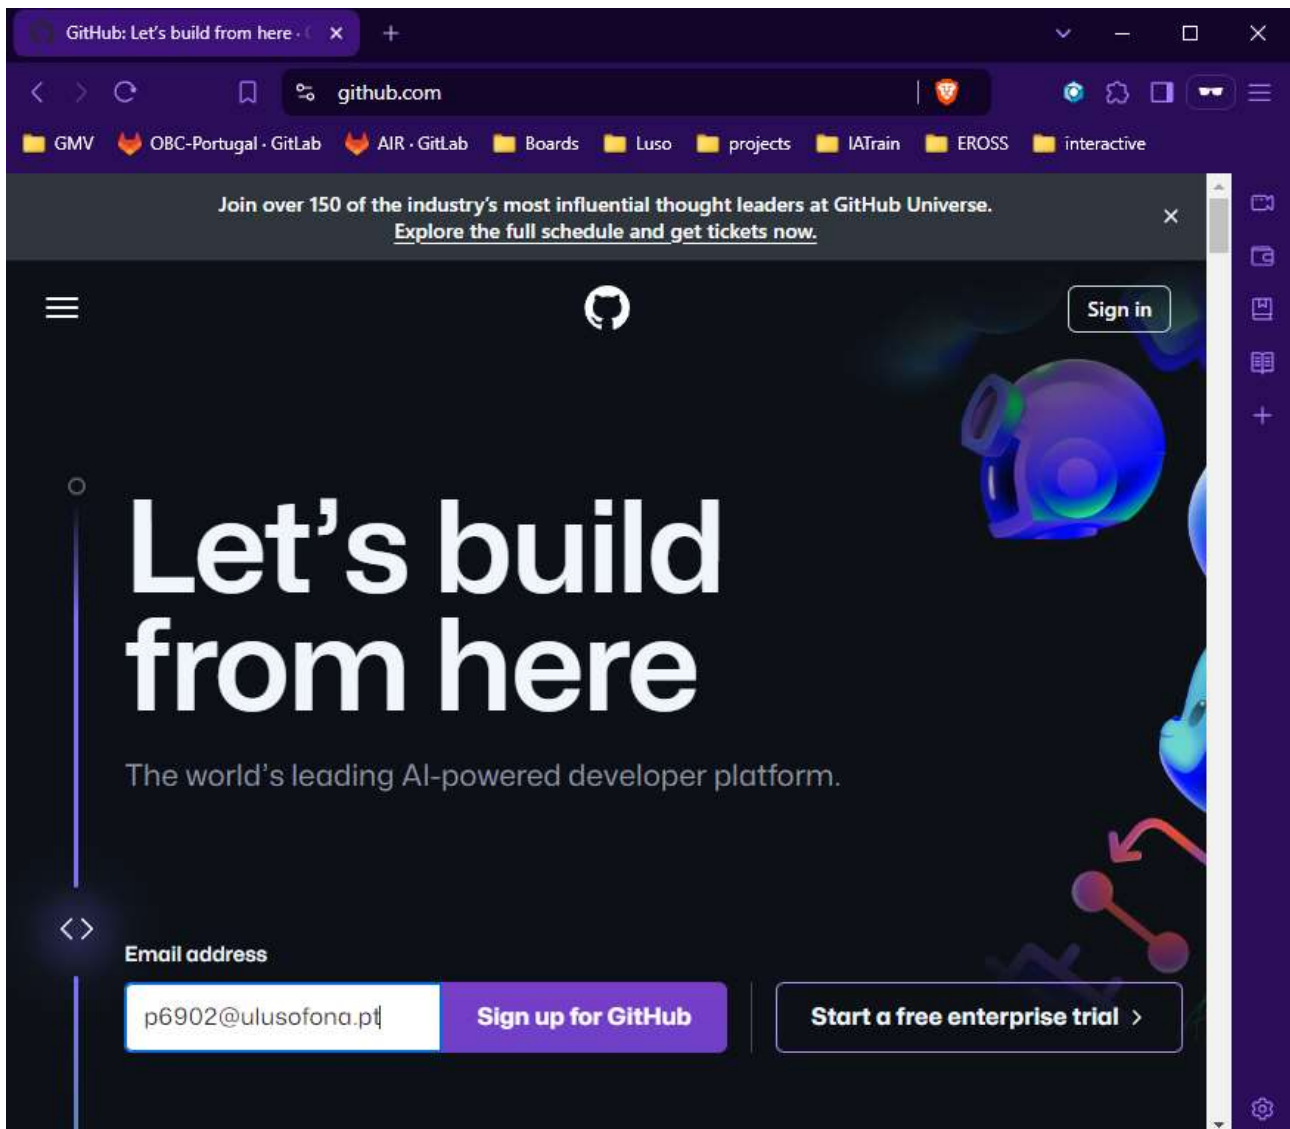 GitHub: Let's build from here ·
github.com
GMV OBC-Portugal · GitLab AIR · GitLab Boards Luso projects IATrain EROSS interactive
Join over 150 of the industry's most influential thought leaders at GitHub Universe.
Explore the full schedule and get tickets now.
Sign in
Let's build
from here
The world's leading AI-powered developer platform.
Email address
p6902@ulusofona.pt Sign up for GitHub Start a free enterprise trial >